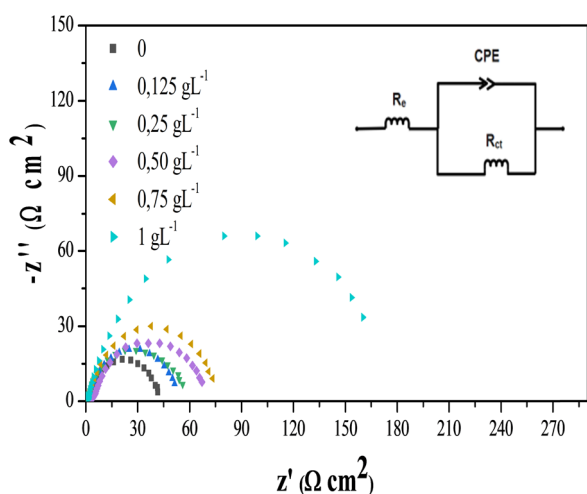 -z'' (Ω cm²)
150
120
90
60
30
0
0
0,125 gL⁻¹
0,25 gL⁻¹
0,50 gL⁻¹
0,75 gL⁻¹
1 gL⁻¹
CPE
Rₑ
R_ct
0 30 60 90 120 150 180 210 240 270
z' (Ω cm²)